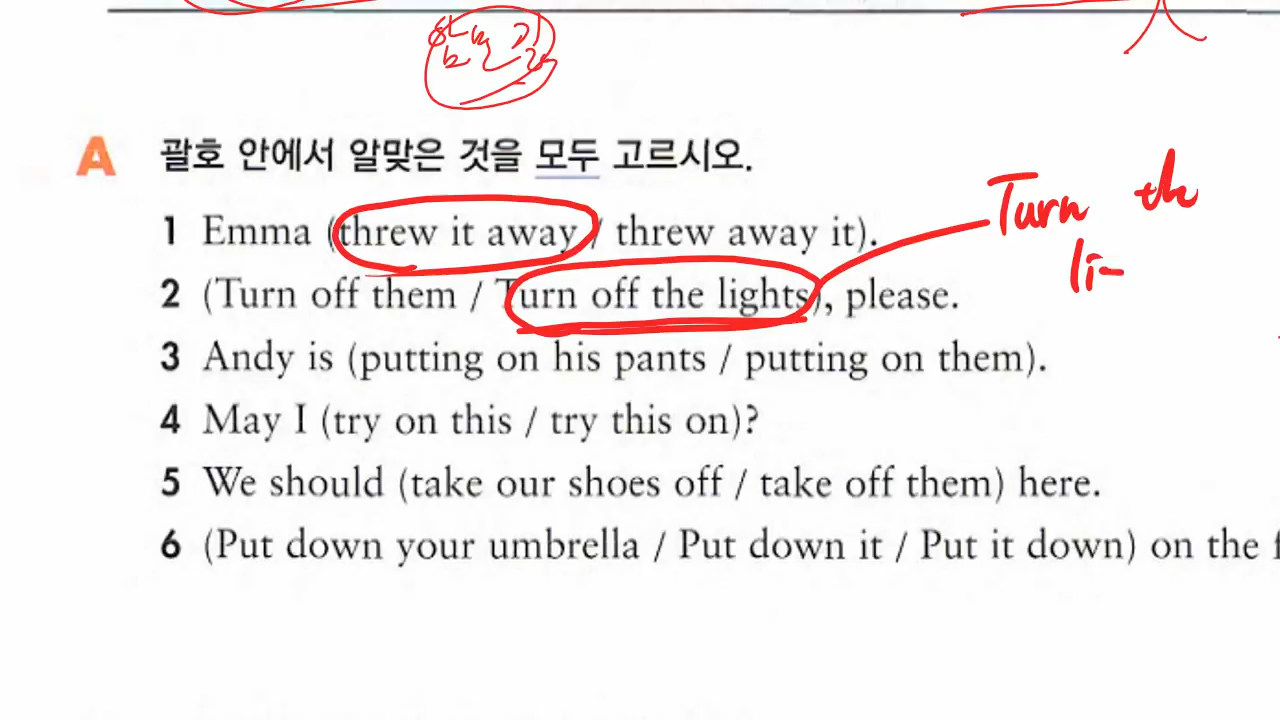 A 괄호 안에서 알맞은 것을 모두 고르시오.
1 Emma (threw it away / threw away it).
Turn the
li-
2 (Turn off them / Turn off the lights), please.
3 Andy is (putting on his pants / putting on them).
4 May I (try on this / try this on)?
5 We should (take our shoes off / take off them) here.
6 (Put down your umbrella / Put down it / Put it down) on the